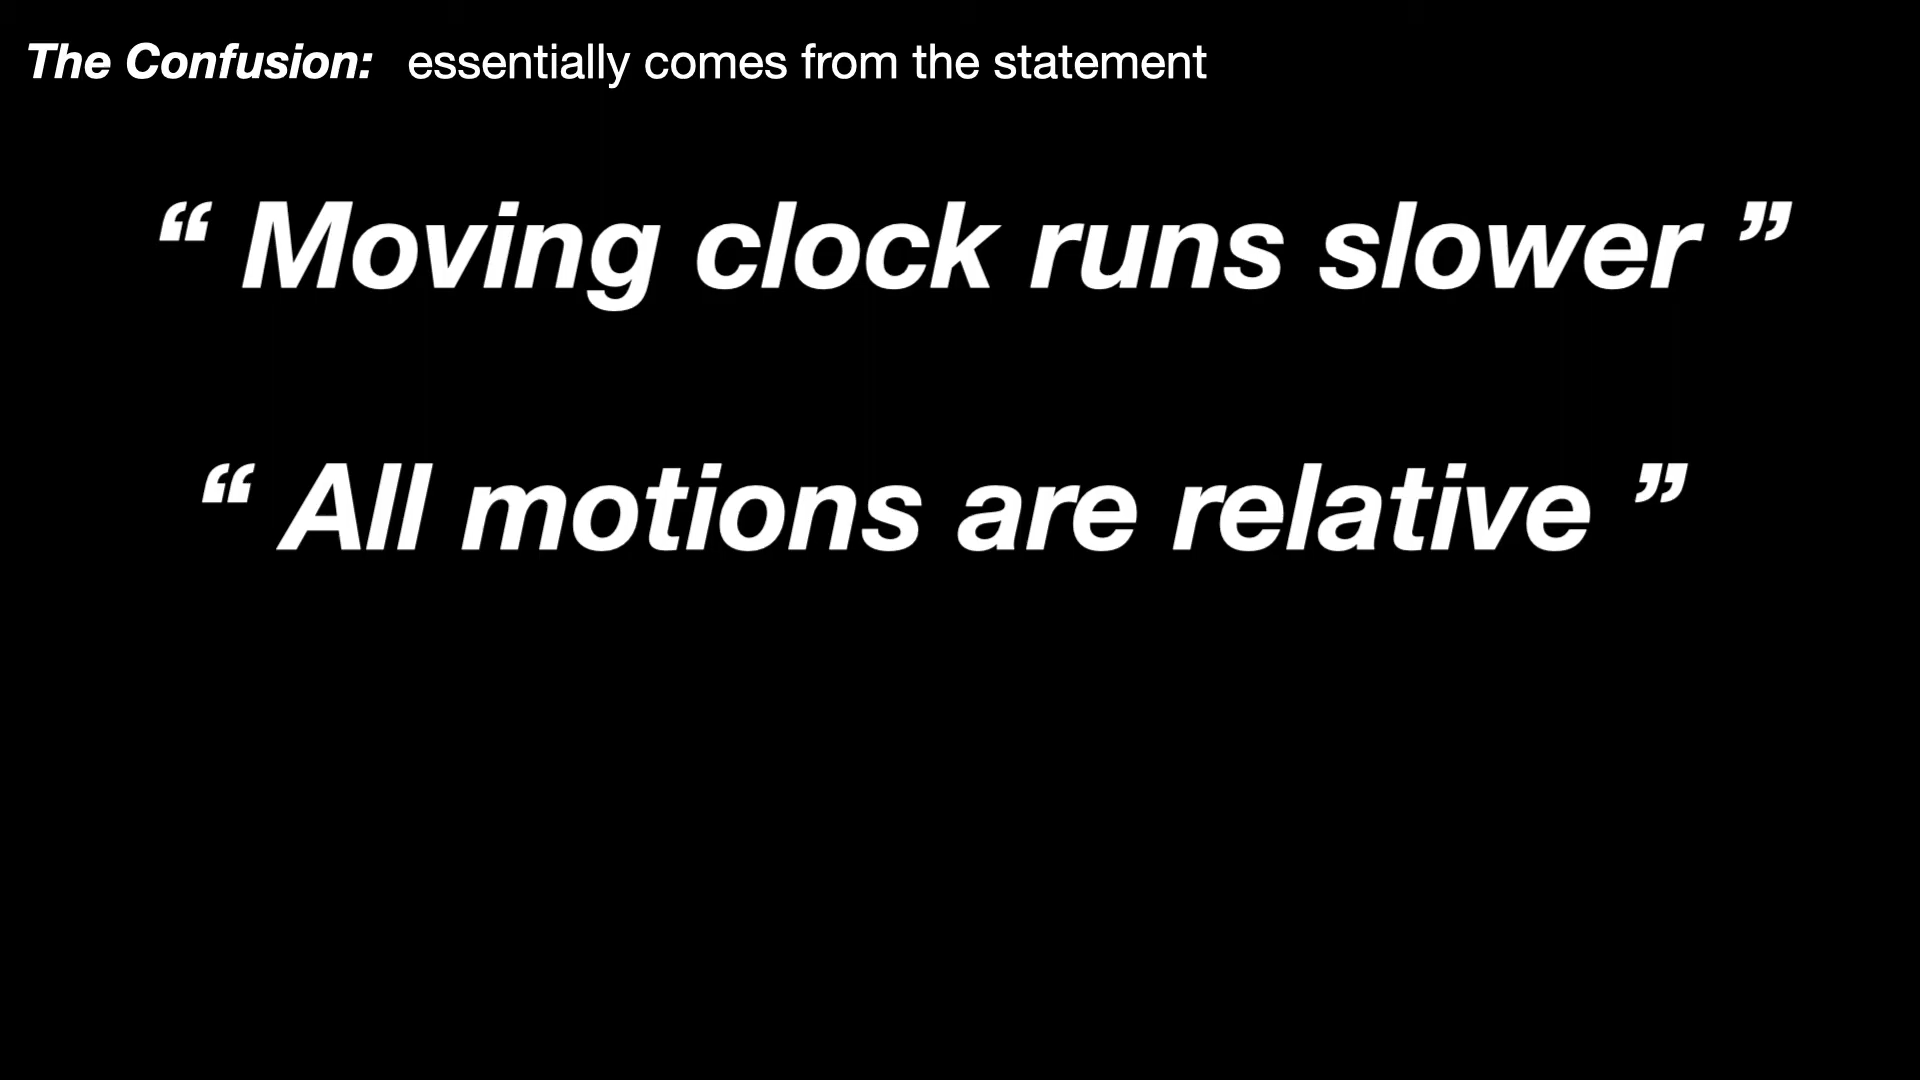 The Confusion: essentially comes from the statement
“ Moving clock runs slower ”
“ All motions are relative ”